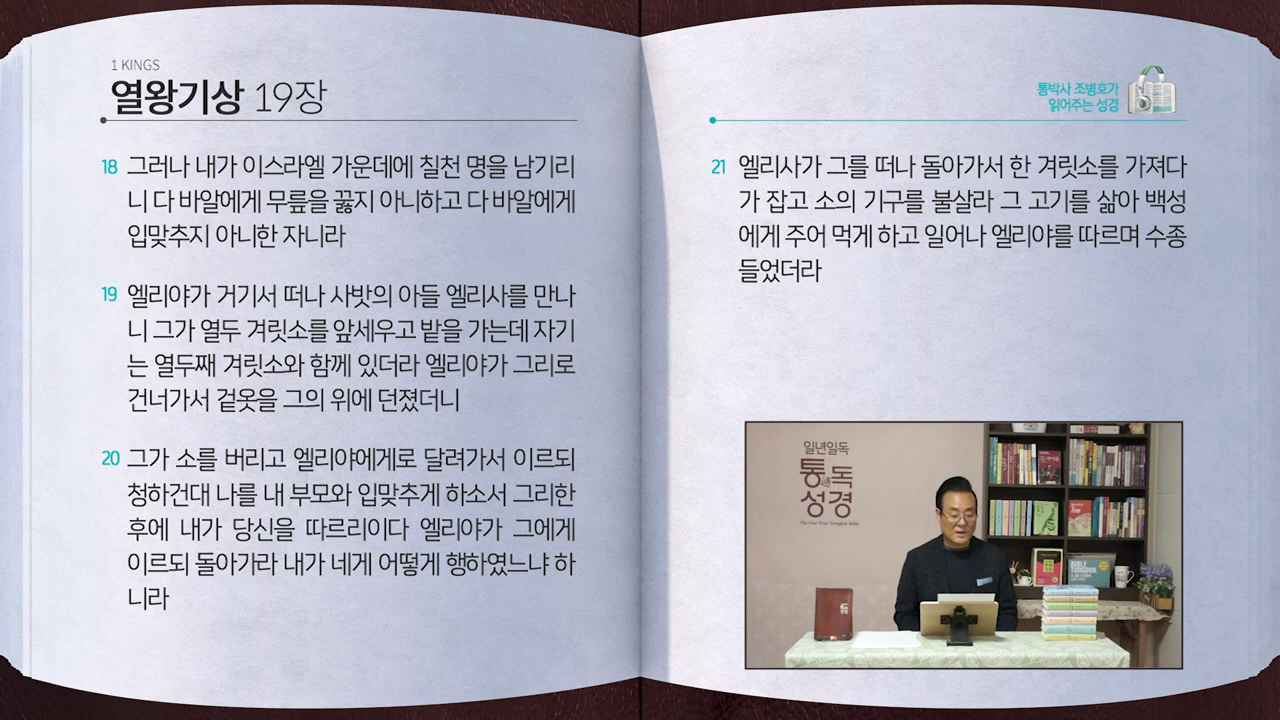 1 KINGS
열왕기상 19장
18 그러나 내가 이스라엘 가운데에 칠천 명을 남기리
니 다 바알에게 무릎을 꿇지 아니하고 다 바알에게
입맞추지 아니한 자니라
19 엘리야가 거기서 떠나 사밧의 아들 엘리사를 만나
니 그가 열두 겨릿소를 앞세우고 밭을 가는데 자기
는 열두째 겨릿소와 함께 있더라 엘리야가 그리로
건너가서 겉옷을 그의 위에 던졌더니
20 그가 소를 버리고 엘리야에게로 달려가서 이르되
청하건대 나를 내 부모와 입맞추게 하소서 그리한
후에 내가 당신을 따르리이다 엘리야가 그에게
이르되 돌아가라 내가 네게 어떻게 행하였느냐 하
니라
통박사 조병호가
읽어주는 성경
21 엘리사가 그를 떠나 돌아가서 한 겨릿소를 가져다
가 잡고 소의 기구를 불살라 그 고기를 삶아 백성
에게 주어 먹게 하고 일어나 엘리야를 따르며 수종
들었더라
일년일독
통독
성경
The One Year Tongdok Bible
BIBLE
TONGDOK